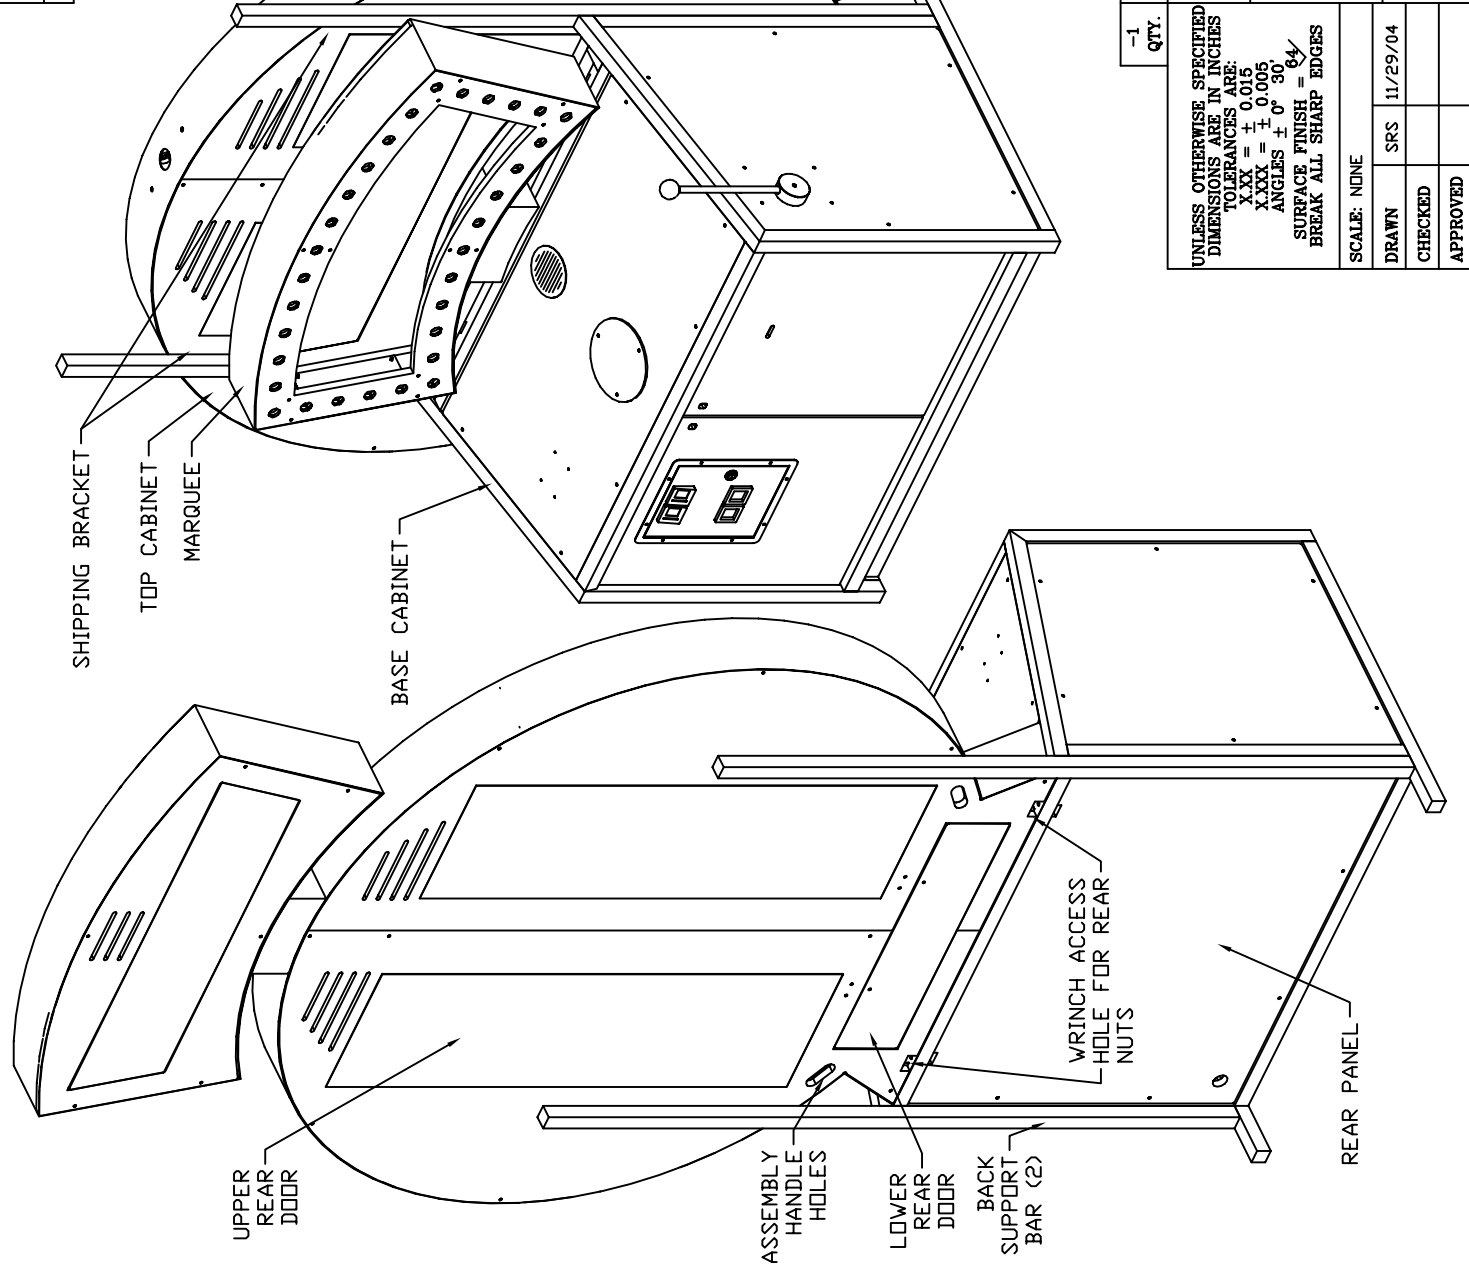 SHIPPING BRACKET
TOP CABINET
MARQUEE
BASE CABINET
UPPER
REAR
DOOR
ASSEMBLY
HANDLE
HOLES
LOWER
REAR
DOOR
BACK
SUPPORT
BAR (2)
WRINCH ACCESS
HOLE FOR REAR
NUTS
REAR PANEL
-1
QTY.
UNLESS OTHERWISE SPECIFIED
DIMENSIONS ARE IN INCHES
TOLERANCES ARE:
X.XX = ± 0.015
X.XXX = ± 0.005
ANGLES ± 0° 30'
SURFACE FINISH = 64
BREAK ALL SHARP EDGES
SCALE: NONE
DRAWN SRS 11/29/04
CHECKED
APPROVED